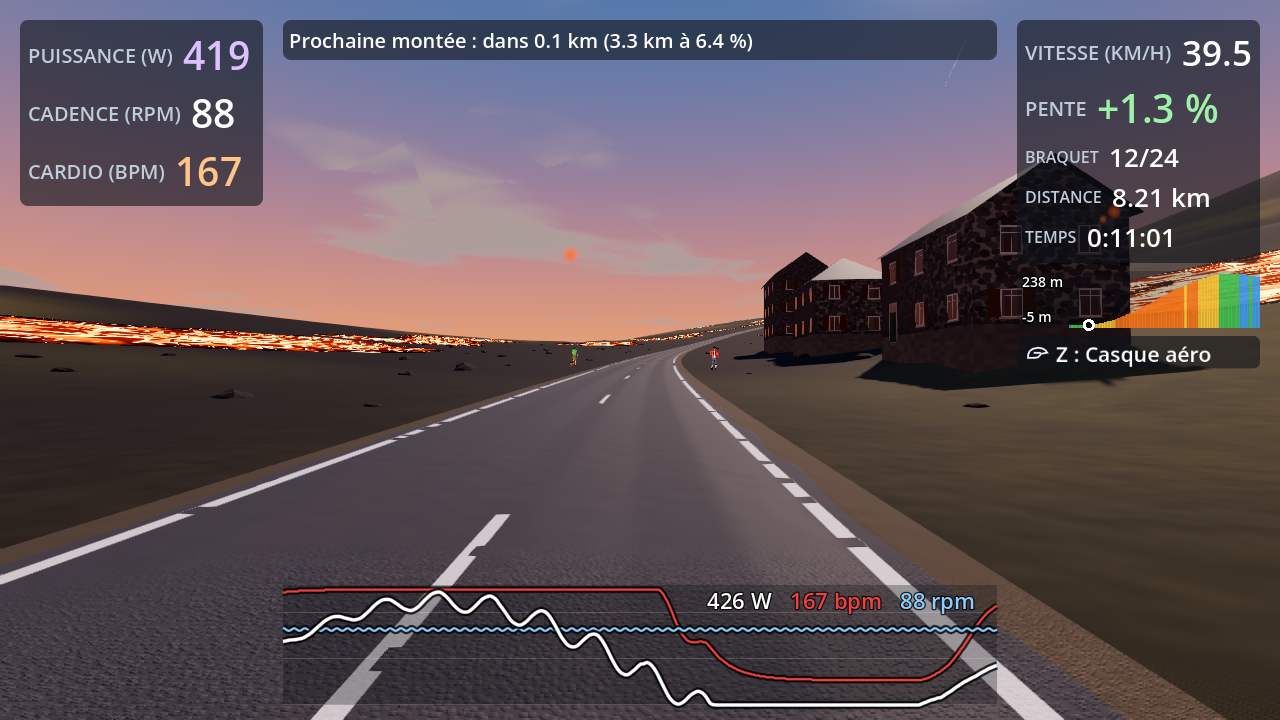 PUISSANCE (W) 419
CADENCE (RPM) 88
CARDIO (BPM) 167
Prochaine montée : dans 0.1 km (3.3 km à 6.4 %)
VITESSE (KM/H) 39.5
PENTE +1.3 %
BRAQUET 12/24
DISTANCE 8.21 km
TEMPS 0:11:01
238 m
-5 m
Z : Casque aéro
426 W 167 bpm 88 rpm